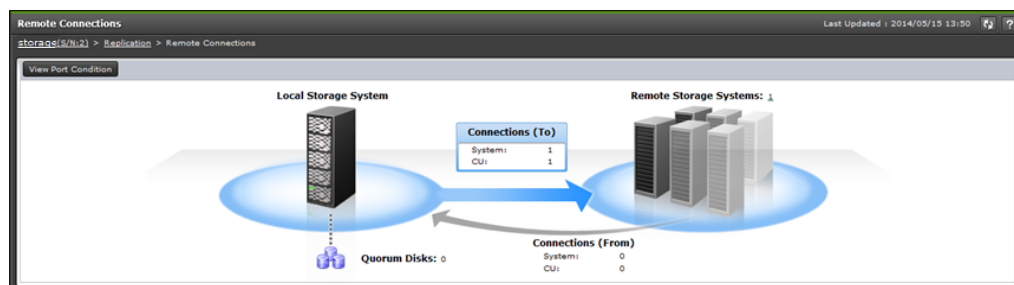 Remote Connections
Last Updated : 2014/05/15 13:50
?
storage(S/N:2) > Replication > Remote Connections
View Port Condition
Local Storage System
Remote Storage Systems: 1
Connections (To)
System: 1
CU: 1
Connections (From)
System: 0
CU: 0
Quorum Disks: 0